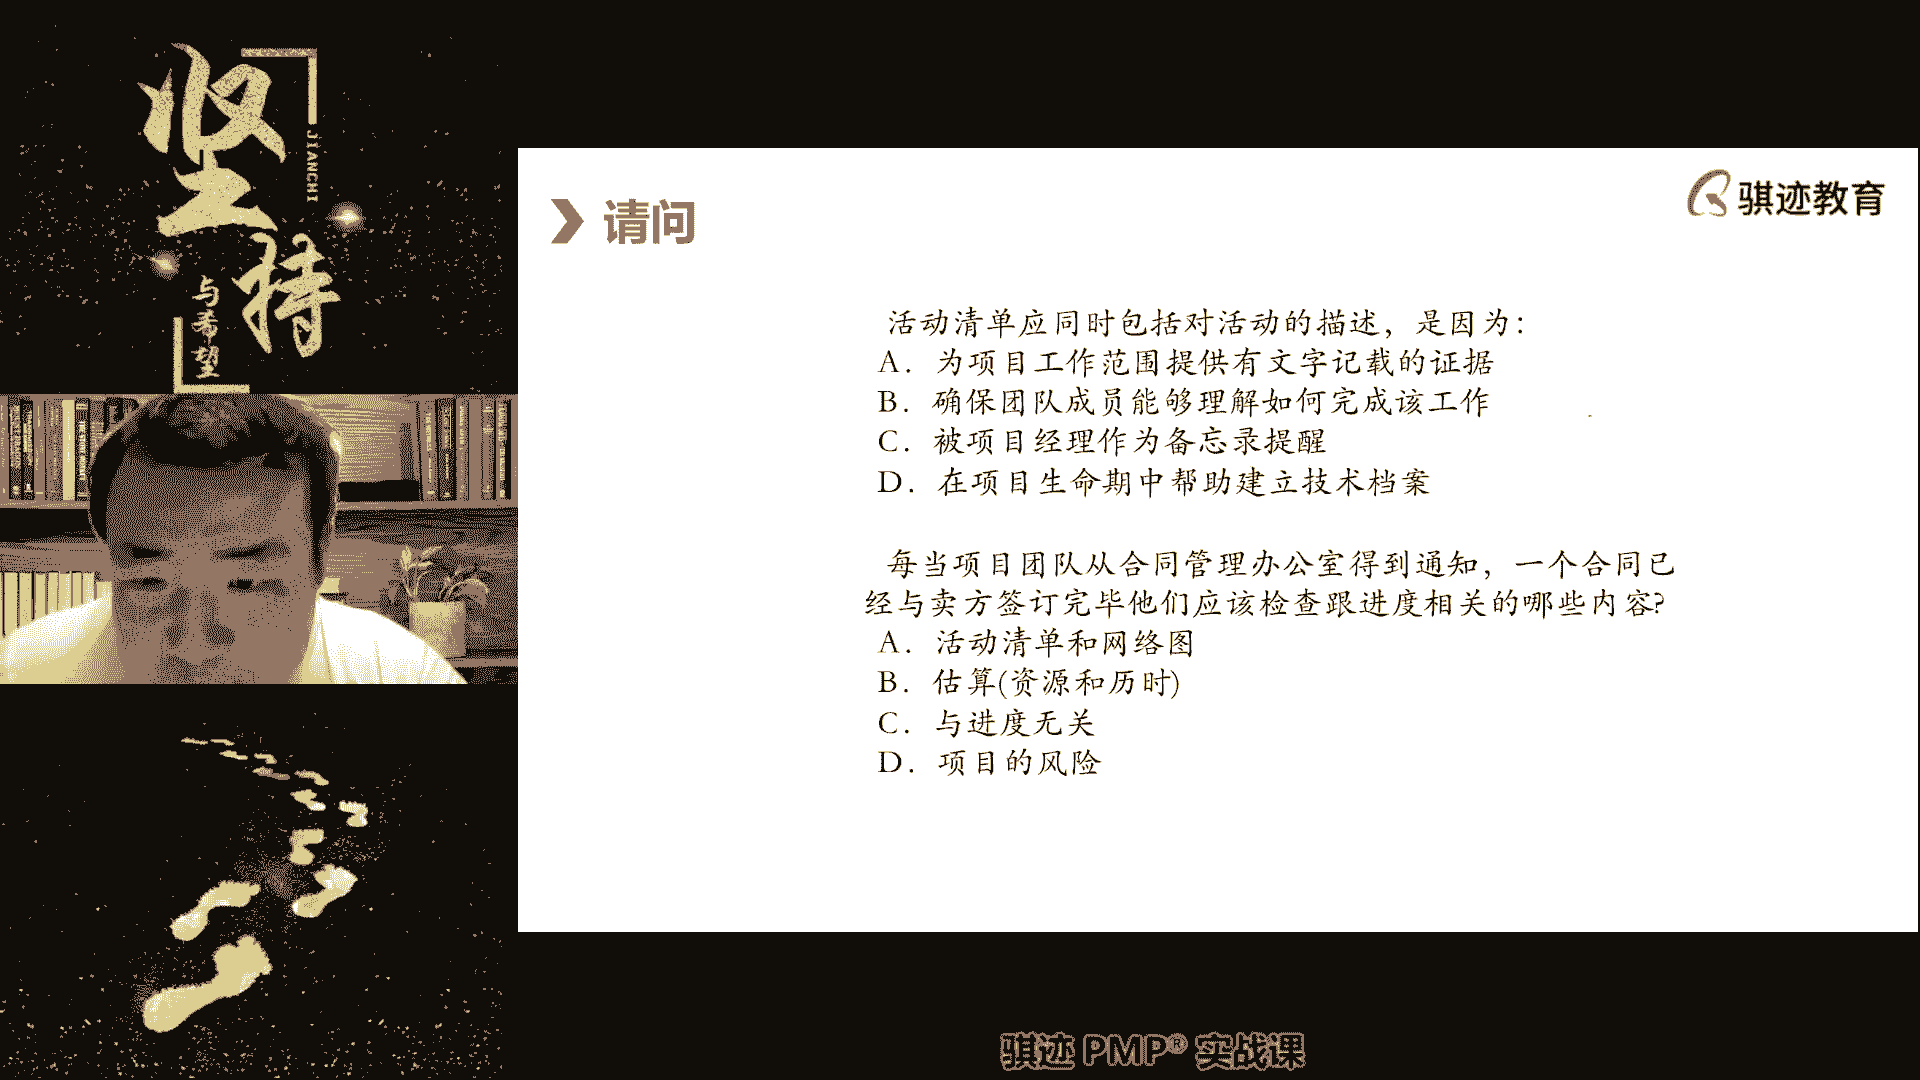 坚持
JIANCHI
与希望
请问
骐迹教育
活动清单应同时包括对活动的描述，是因为：
A. 为项目工作范围提供有文字记载的证据
B. 确保团队成员能够理解如何完成该工作
C. 被项目经理作为备忘录提醒
D. 在项目生命期中帮助建立技术档案
每当项目团队从合同管理办公室得到通知，一个合同已
经与卖方签订完毕他们应该检查跟进度相关的哪些内容?
A. 活动清单和网络图
B. 估算(资源和历时)
C. 与进度无关
D. 项目的风险
骐迹 PMP® 实战课